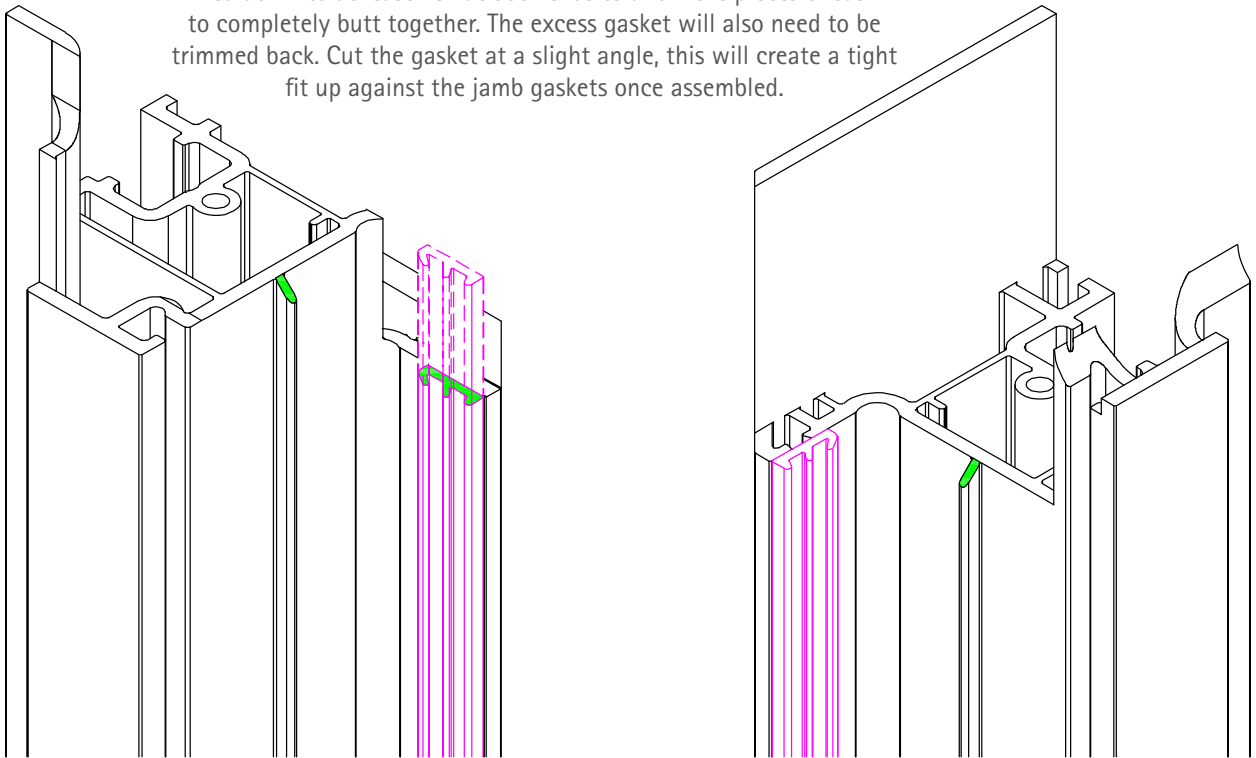 to completely butt together. The excess gasket will also need to be
trimmed back. Cut the gasket at a slight angle, this will create a tight
fit up against the jamb gaskets once assembled.